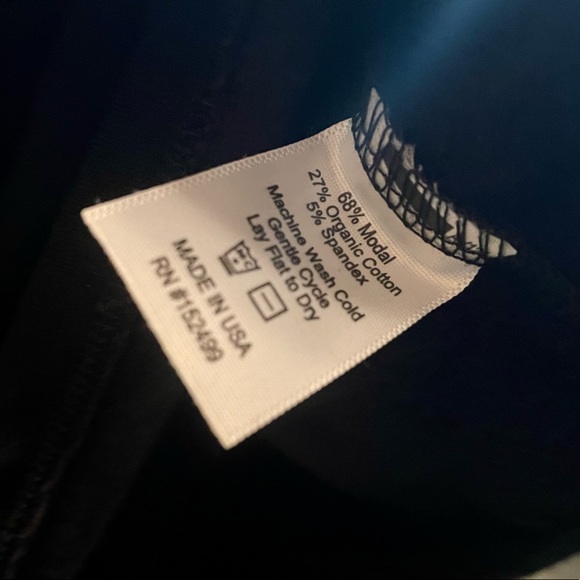 68% Modal
27% Organic Cotton
5% Spandex
Machine Wash Cold
Gentle Cycle
Lay Flat to Dry
MADE IN USA
RN #152499